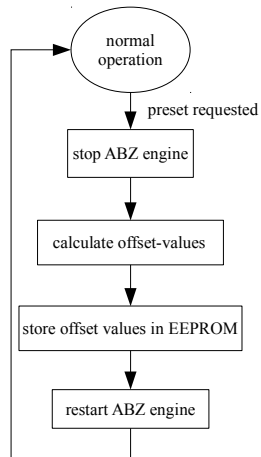 normal
operation
preset requested
stop ABZ engine
calculate offset-values
store offset values in EEPROM
restart ABZ engine